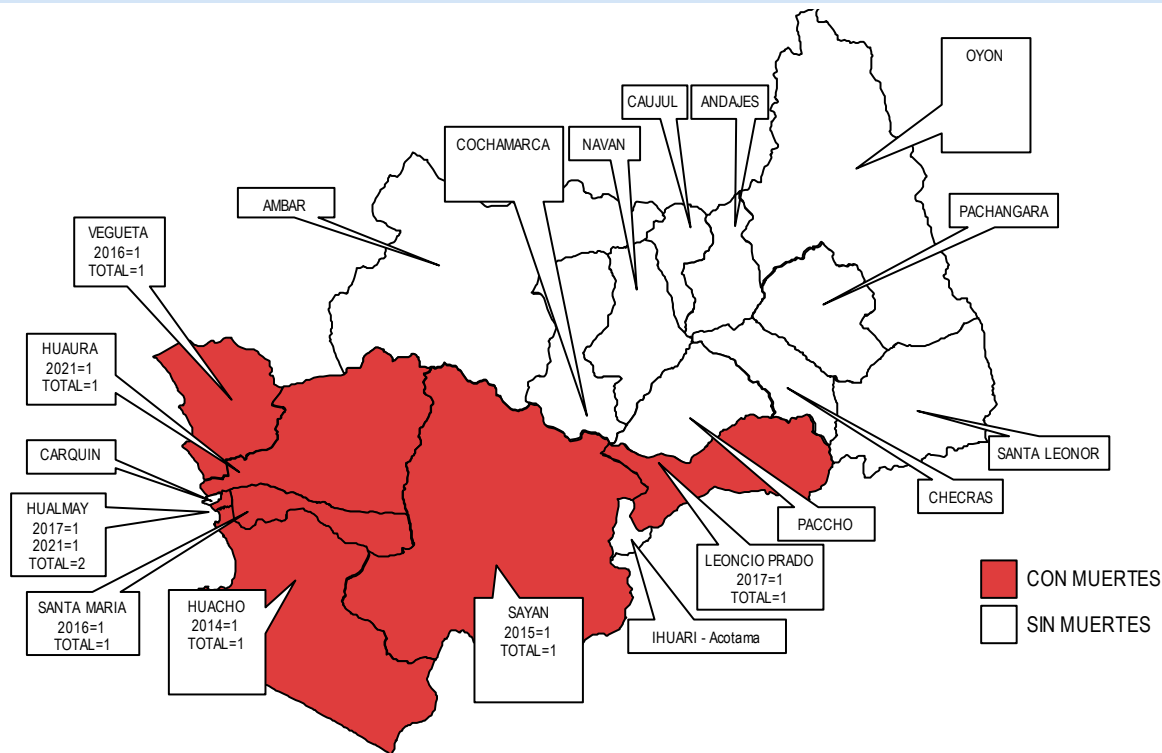 OYON
CAUJUL
ANDAJES
COCHAMARCA
NAVAN
AMBAR
PACHANGARA
VEGUETA
2016=1
TOTAL=1
HUAURA
2021=1
TOTAL=1
CARQUIN
HUALMAY
2017=1
2021=1
TOTAL=2
SANTA MARIA
2016=1
TOTAL=1
HUACHO
2014=1
TOTAL=1
SAYAN
2015=1
TOTAL=1
SANTA LEONOR
CHECRAS
PACCHO
LEONCIO PRADO
2017=1
TOTAL=1
IHUARI - Acotama
CON MUERTES
SIN MUERTES